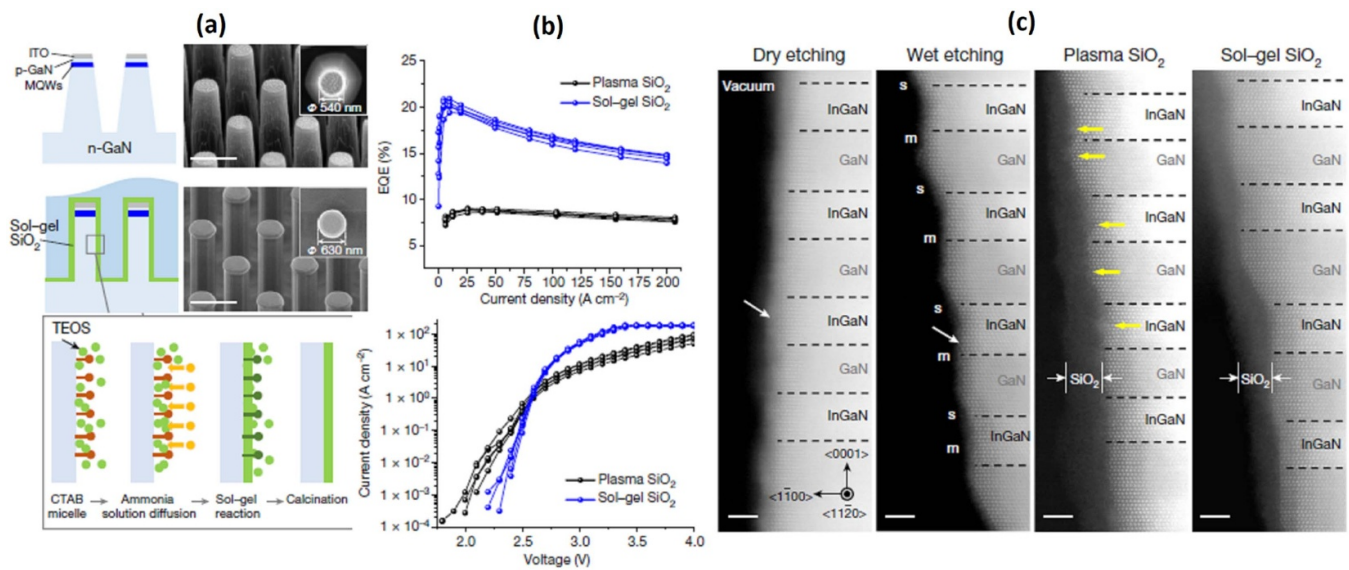 (a)
ITO
p-GaN
MQWs
n-GaN
Φ 540 nm
Sol–gel
SiO2
Φ 630 nm
TEOS
CTAB
micelle
Ammonia
solution diffusion
Sol–gel
reaction
Calcination
(b)
EQE (%)
25
20
15
10
5
0 25 50 75 100 125 150 175 200
Current density (A cm−2)
Plasma SiO2
Sol–gel SiO2
Current density (A cm−2)
1 × 10^2
1 × 10^1
1 × 10^0
1 × 10^-1
1 × 10^-2
1 × 10^-3
1 × 10^-4
2.0 2.5 3.0 3.5 4.0
Voltage (V)
Plasma SiO2
Sol–gel SiO2
(c)
Dry etching
Vacuum
InGaN
GaN
InGaN
GaN
InGaN
GaN
InGaN
<0001>
<11̄00>
<112̄0>
Wet etching
s
InGaN
m
GaN
s
InGaN
m
GaN
s
InGaN
m
GaN
s
InGaN
m
Plasma SiO2
InGaN
GaN
InGaN
GaN
InGaN
SiO2
GaN
InGaN
Sol–gel SiO2
InGaN
GaN
InGaN
GaN
InGaN
SiO2
GaN
InGaN